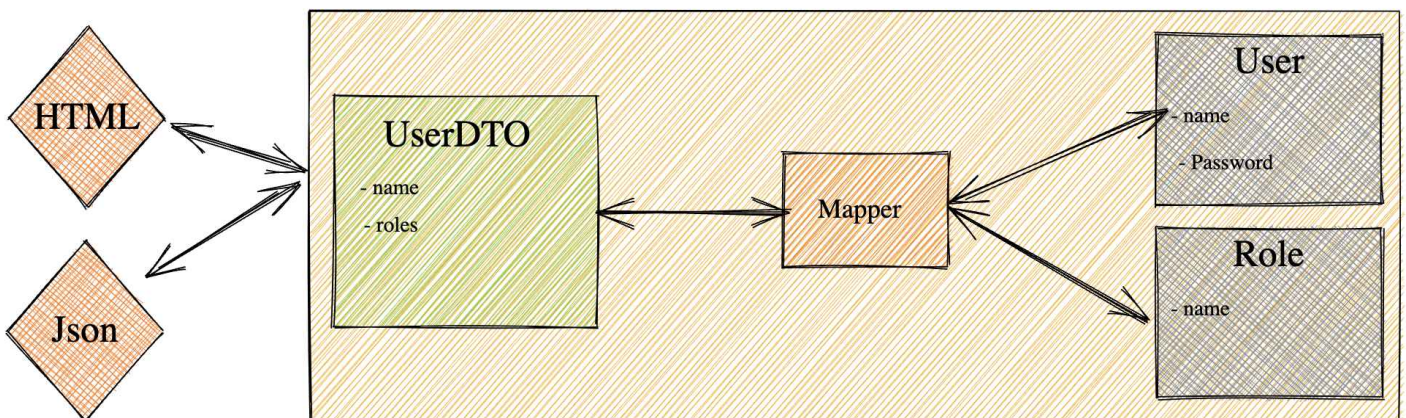 HTML
Json
UserDTO
- name
- roles
Mapper
User
- name
- Password
Role
- name